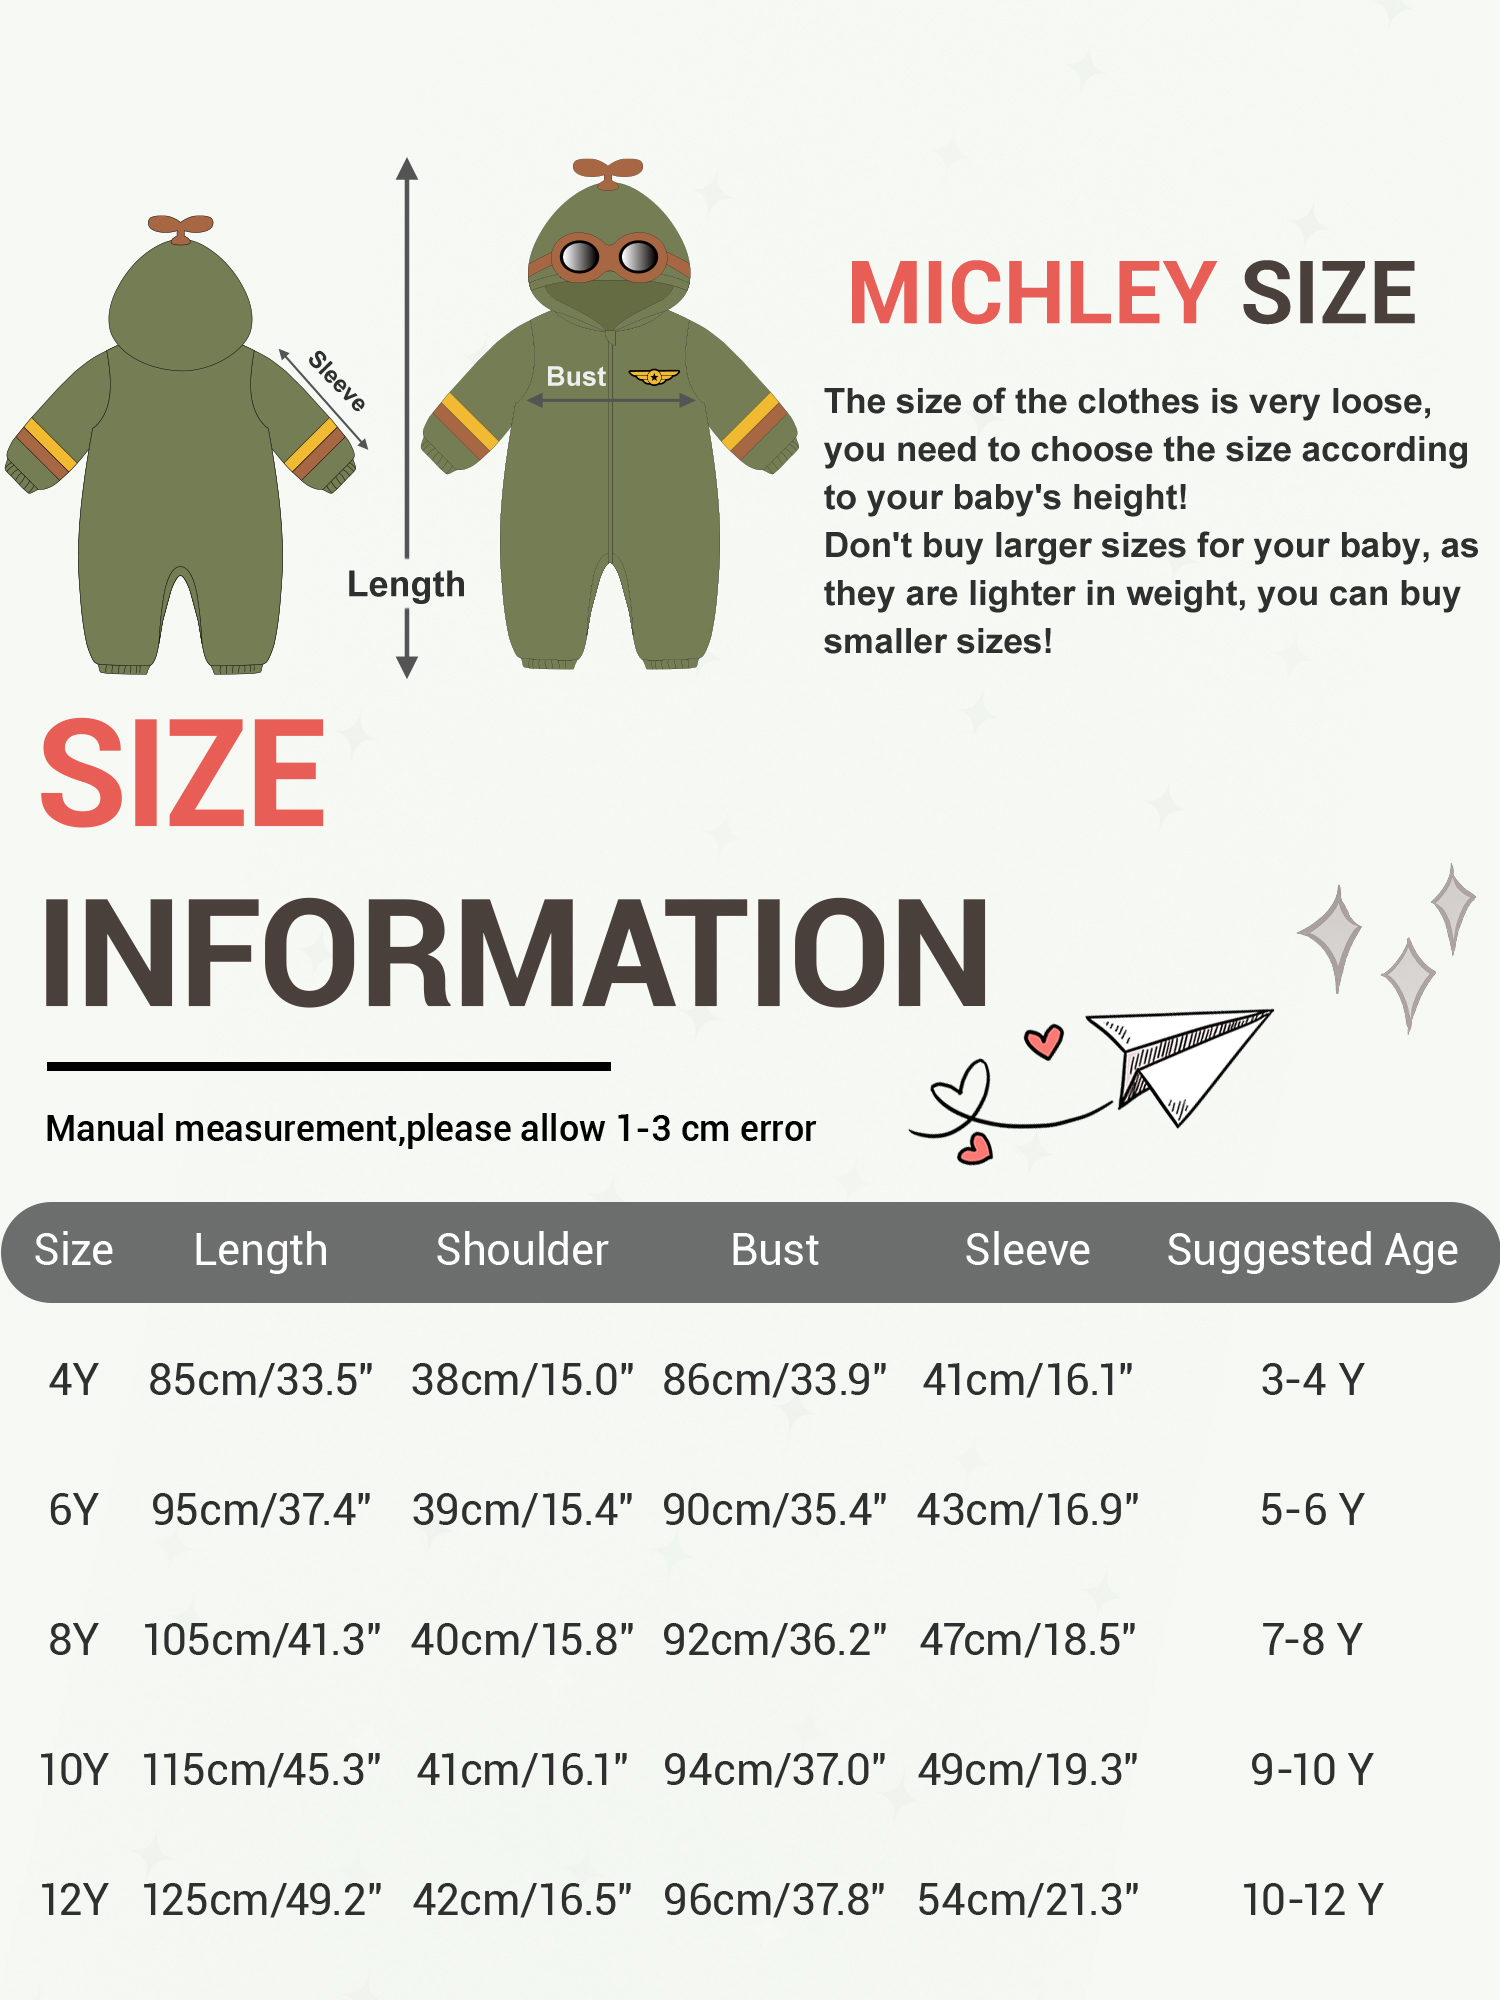 Sleeve
Bust
Length
MICHLEY SIZE
The size of the clothes is very loose,
you need to choose the size according
to your baby's height!
Don't buy larger sizes for your baby, as
they are lighter in weight, you can buy
smaller sizes!
SIZE
INFORMATION
Manual measurement,please allow 1-3 cm error
Size Length Shoulder Bust Sleeve Suggested Age
4Y 85cm/33.5" 38cm/15.0" 86cm/33.9" 41cm/16.1" 3-4 Y
6Y 95cm/37.4" 39cm/15.4" 90cm/35.4" 43cm/16.9" 5-6 Y
8Y 105cm/41.3" 40cm/15.8" 92cm/36.2" 47cm/18.5" 7-8 Y
10Y 115cm/45.3" 41cm/16.1" 94cm/37.0" 49cm/19.3" 9-10 Y
12Y 125cm/49.2" 42cm/16.5" 96cm/37.8" 54cm/21.3" 10-12 Y